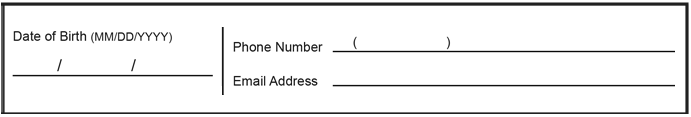 Date of Birth (MM/DD/YYYY)
/ /
Phone Number ( )
Email Address